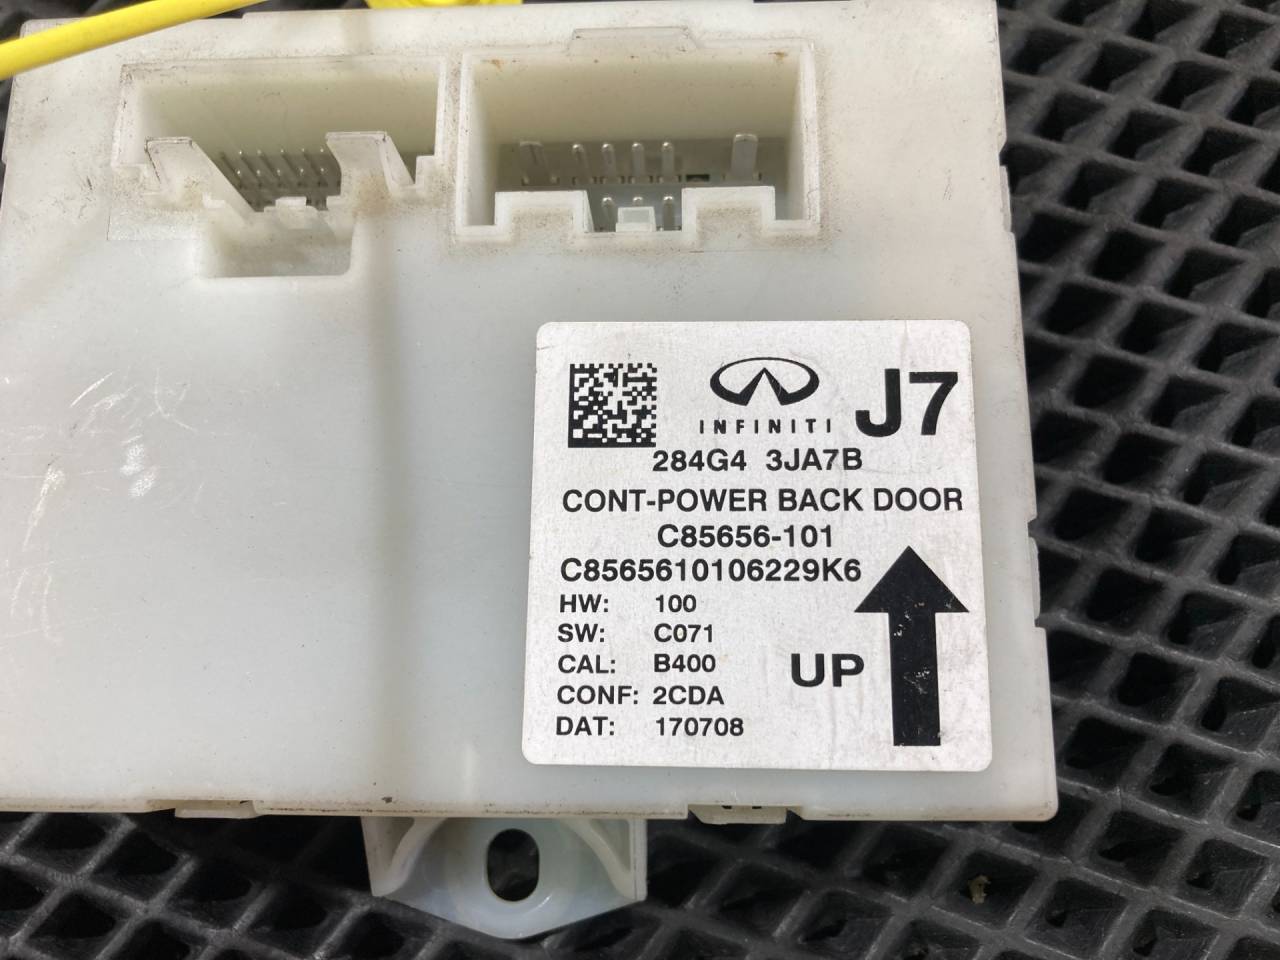 INFINITI
J7
284G4 3JA7B
CONT-POWER BACK DOOR
C85656-101
C8565610106229K6
HW: 100
SW: C071
CAL: B400
CONF: 2CDA
DAT: 170708
UP